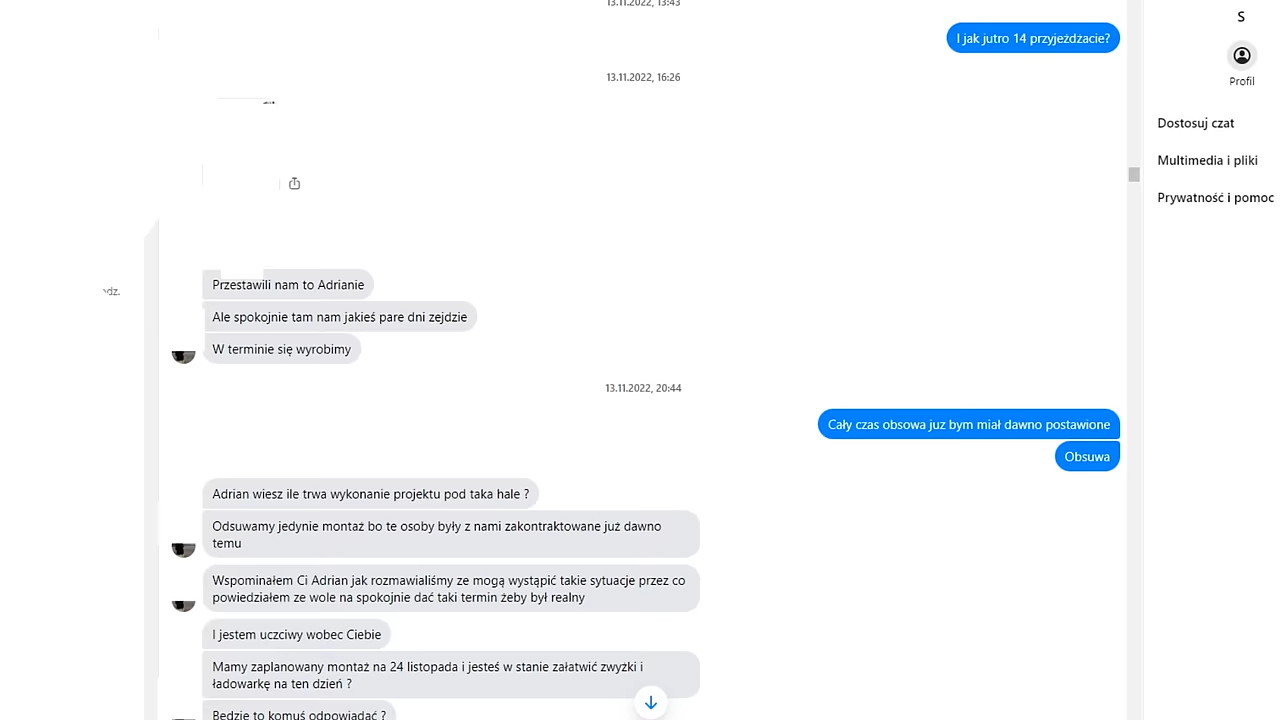 13.11.2022, 13:43
S
I jak jutro 14 przyjeżdzacie?
13.11.2022, 16:26
Profil
Dostosuj czat
Multimedia i pliki
Prywatność i pomoc
Przestawili nam to Adrianie
Ale spokojnie tam nam jakieś pare dni zejdzie
W terminie się wyrobimy
13.11.2022, 20:44
Cały czas obsowa juz bym miał dawno postawione
Obsuwa
Adrian wiesz ile trwa wykonanie projektu pod taka hale ?
Odsuwamy jedynie montaż bo te osoby były z nami zakontraktowane już dawno
temu
Wspominałem Ci Adrian jak rozmawialiśmy ze mogą wystąpić takie sytuacje przez co
powiedziałem ze wole na spokojnie dać taki termin żeby był realny
I jestem uczciwy wobec Ciebie
Mamy zaplanowany montaż na 24 listopada i jesteś w stanie załatwić zwyżki i
ładowarkę na ten dzień ?
Będzie to komuś odpowiadać ?